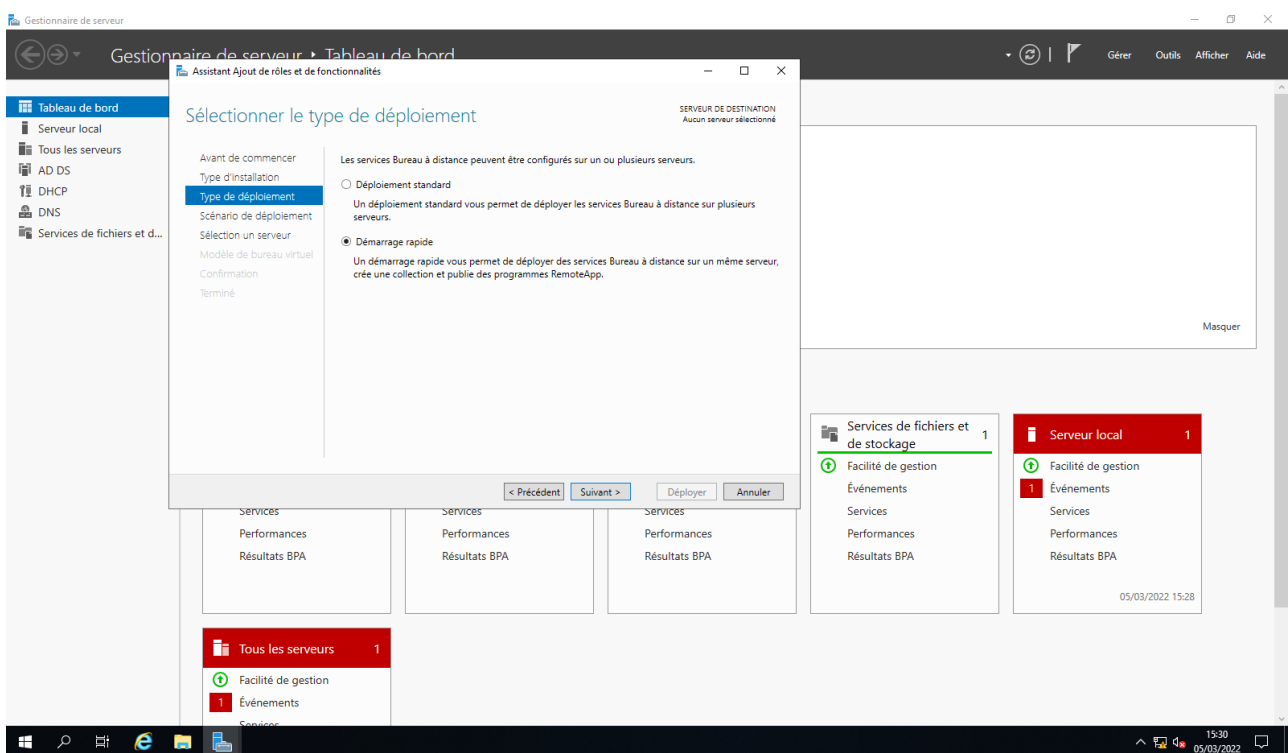 Gestionnaire de serveur
Gestionnaire de serveur • Tableau de bord
Gérer Outils Afficher Aide
Tableau de bord
Serveur local
Tous les serveurs
AD DS
DHCP
DNS
Services de fichiers et d...
Assistant Ajout de rôles et de fonctionnalités
Sélectionner le type de déploiement
SERVEUR DE DESTINATION
Aucun serveur sélectionné
Avant de commencer
Type d'installation
Type de déploiement
Scénario de déploiement
Sélection un serveur
Modèle de bureau virtuel
Confirmation
Terminé
Les services Bureau à distance peuvent être configurés sur un ou plusieurs serveurs.
Déploiement standard
Un déploiement standard vous permet de déployer les services Bureau à distance sur plusieurs
serveurs.
Démarrage rapide
Un démarrage rapide vous permet de déployer des services Bureau à distance sur un même serveur,
crée une collection et publie des programmes RemoteApp.
< Précédent Suivant > Déployer Annuler
Masquer
Services
Performances
Résultats BPA
Services
Performances
Résultats BPA
Services
Performances
Résultats BPA
Services de fichiers et
de stockage
1
Facilité de gestion
Événements
Services
Performances
Résultats BPA
Serveur local 1
Facilité de gestion
1 Événements
Services
Performances
Résultats BPA
05/03/2022 15:28
Tous les serveurs 1
Facilité de gestion
1 Événements
Services
15:30
05/03/2022